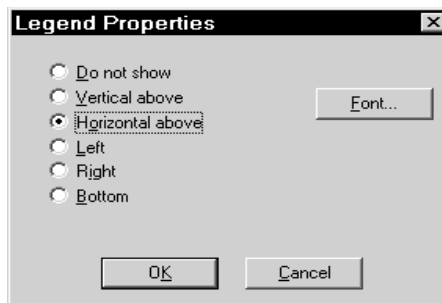 Legend Properties
Do not show
Vertical above
Horizontal above
Font...
Left
Right
Bottom
OK
Cancel